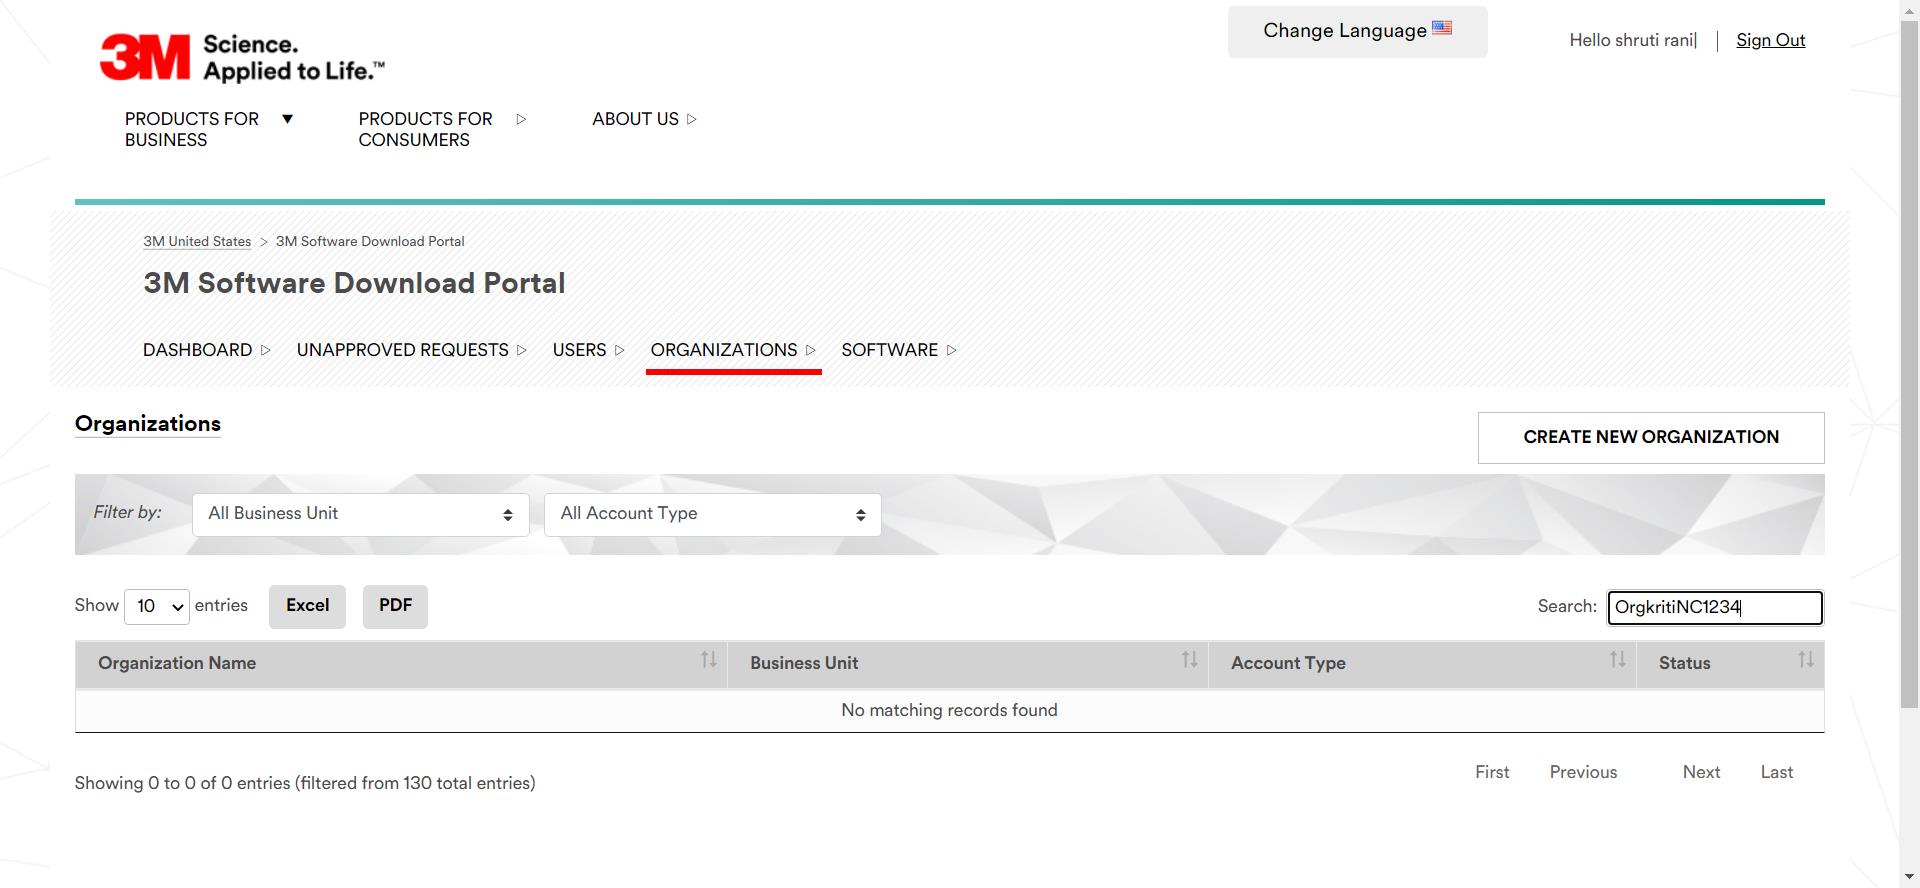 3M Science.
Applied to Life.™
Change Language
Hello shruti rani| | Sign Out
PRODUCTS FOR
BUSINESS
PRODUCTS FOR
CONSUMERS
ABOUT US
3M United States > 3M Software Download Portal
3M Software Download Portal
DASHBOARD UNAPPROVED REQUESTS USERS ORGANIZATIONS SOFTWARE
Organizations
CREATE NEW ORGANIZATION
Filter by: All Business Unit All Account Type
Show 10 entries Excel PDF Search: OrgkritiNC1234
Organization Name Business Unit Account Type Status
No matching records found
Showing 0 to 0 of 0 entries (filtered from 130 total entries)
First Previous Next Last